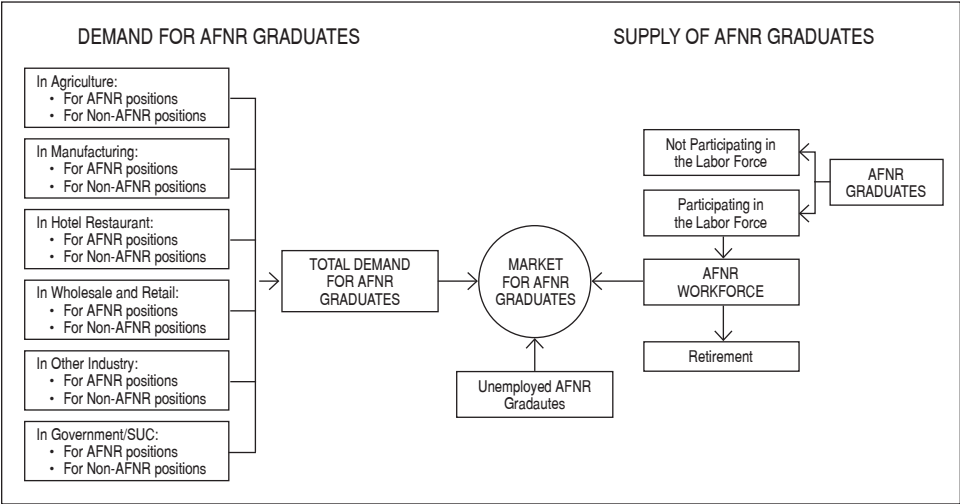 DEMAND FOR AFNR GRADUATES
In Agriculture:
• For AFNR positions
• For Non-AFNR positions
In Manufacturing:
• For AFNR positions
• For Non-AFNR positions
In Hotel Restaurant:
• For AFNR positions
• For Non-AFNR positions
In Wholesale and Retail:
• For AFNR positions
• For Non-AFNR positions
In Other Industry:
• For AFNR positions
• For Non-AFNR positions
In Government/SUC:
• For AFNR positions
• For Non-AFNR positions
TOTAL DEMAND
FOR AFNR
GRADUATES
MARKET
FOR AFNR
GRADUATES
Unemployed AFNR
Gradautes
SUPPLY OF AFNR GRADUATES
Not Participating in
the Labor Force
Participating in
the Labor Force
AFNR
GRADUATES
AFNR
WORKFORCE
Retirement